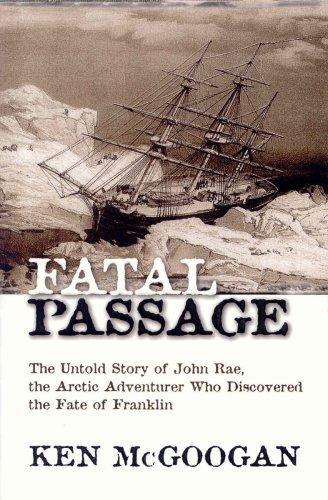 FATAL
PASSAGE
The Untold Story of John Rae,
the Arctic Adventurer Who Discovered
the Fate of Franklin
KEN McGOOGAN